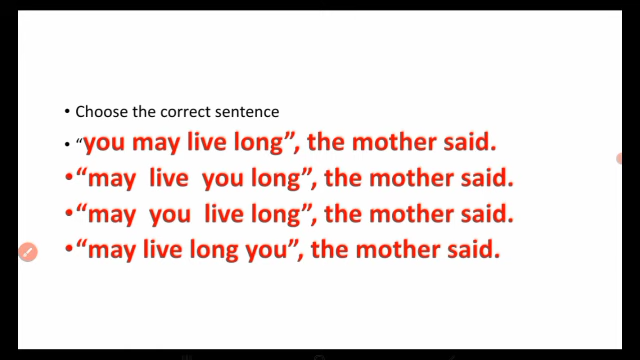 • Choose the correct sentence
• “you may live long”, the mother said.
• “may live you long”, the mother said.
• “may you live long”, the mother said.
• “may live long you”, the mother said.